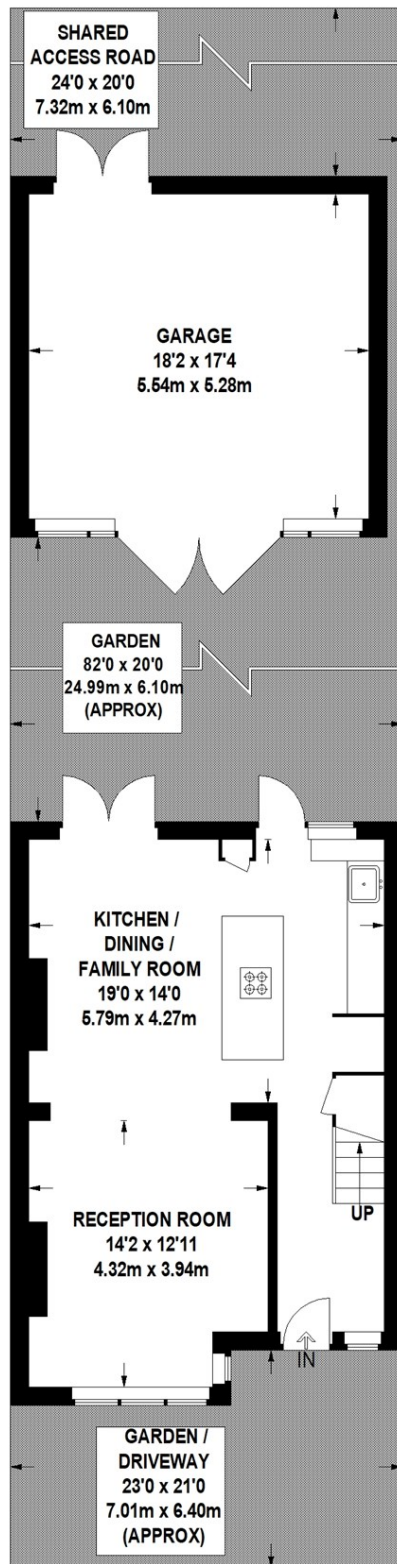 SHARED
ACCESS ROAD
24'0 x 20'0
7.32m x 6.10m
GARAGE
18'2 x 17'4
5.54m x 5.28m
GARDEN
82'0 x 20'0
24.99m x 6.10m
(APPROX)
KITCHEN /
DINING /
FAMILY ROOM
19'0 x 14'0
5.79m x 4.27m
UP
RECEPTION ROOM
14'2 x 12'11
4.32m x 3.94m
IN
GARDEN /
DRIVEWAY
23'0 x 21'0
7.01m x 6.40m
(APPROX)